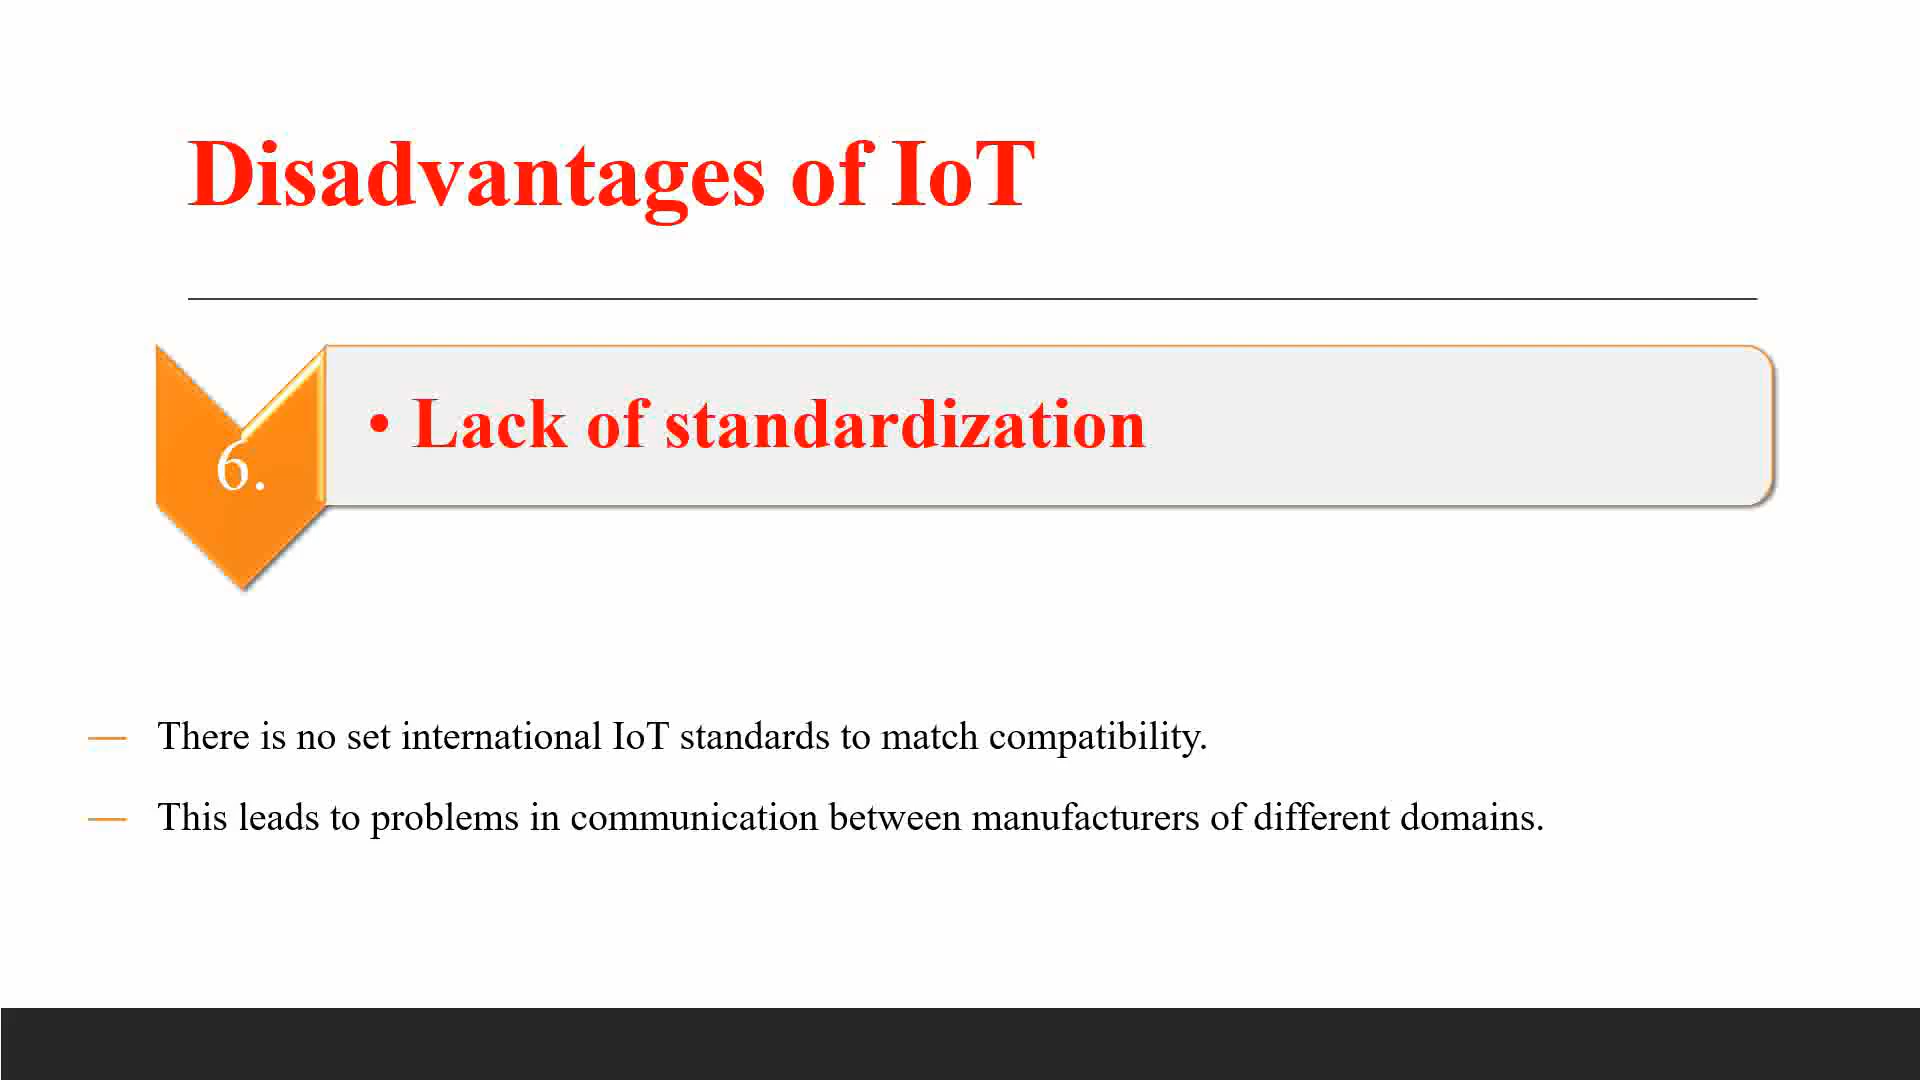 Disadvantages of IoT
6.
• Lack of standardization
— There is no set international IoT standards to match compatibility.
— This leads to problems in communication between manufacturers of different domains.